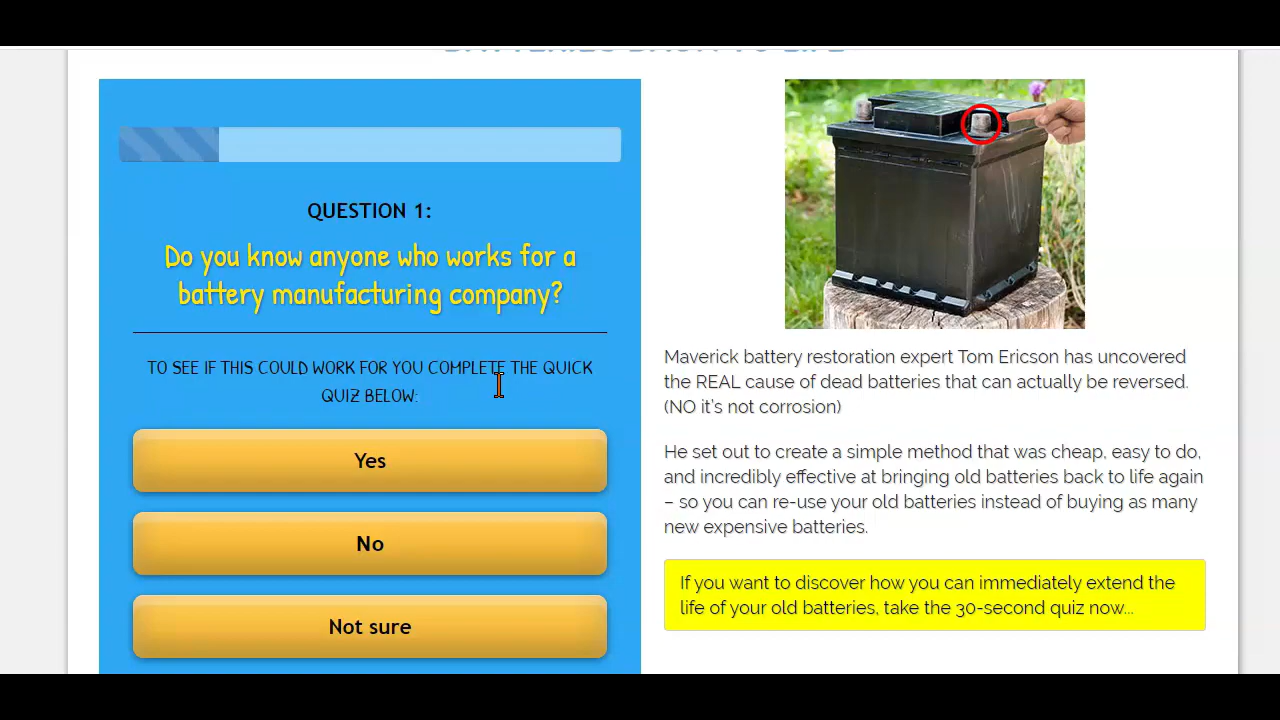 QUESTION 1:
Do you know anyone who works for a
battery manufacturing company?
TO SEE IF THIS COULD WORK FOR YOU COMPLETE THE QUICK
QUIZ BELOW:
Yes
No
Not sure
Maverick battery restoration expert Tom Ericson has uncovered
the REAL cause of dead batteries that can actually be reversed.
(NO it's not corrosion)
He set out to create a simple method that was cheap, easy to do,
and incredibly effective at bringing old batteries back to life again
– so you can re-use your old batteries instead of buying as many
new expensive batteries.
If you want to discover how you can immediately extend the
life of your old batteries, take the 30-second quiz now...